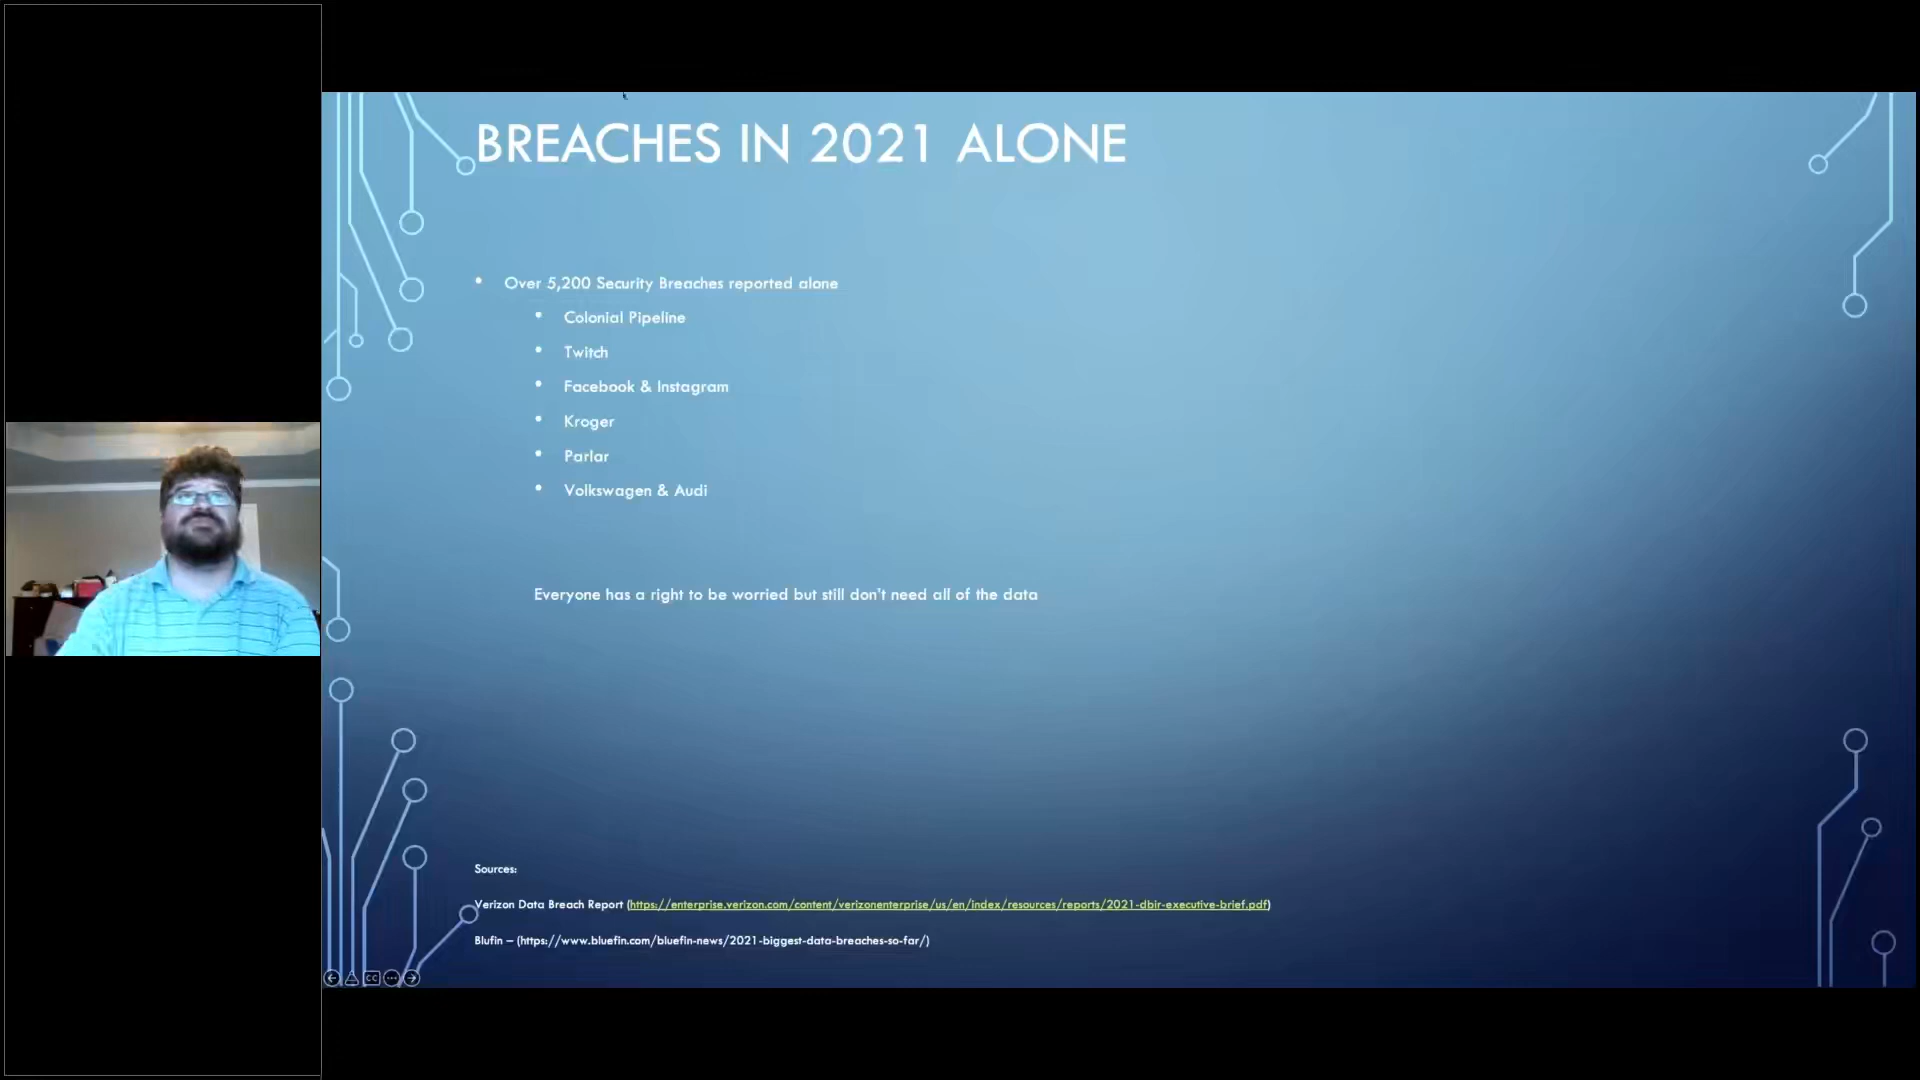 BREACHES IN 2021 ALONE
• Over 5,200 Security Breaches reported alone
• Colonial Pipeline
• Twitch
• Facebook & Instagram
• Kroger
• Parlar
• Volkswagen & Audi
Everyone has a right to be worried but still don't need all of the data
Sources:
Verizon Data Breach Report (https://enterprise.verizon.com/content/verizonenterprise/us/en/index/resources/reports/2021-dbir-executive-brief.pdf)
Blufin – (https://www.bluefin.com/bluefin-news/2021-biggest-data-breaches-so-far/)
CC